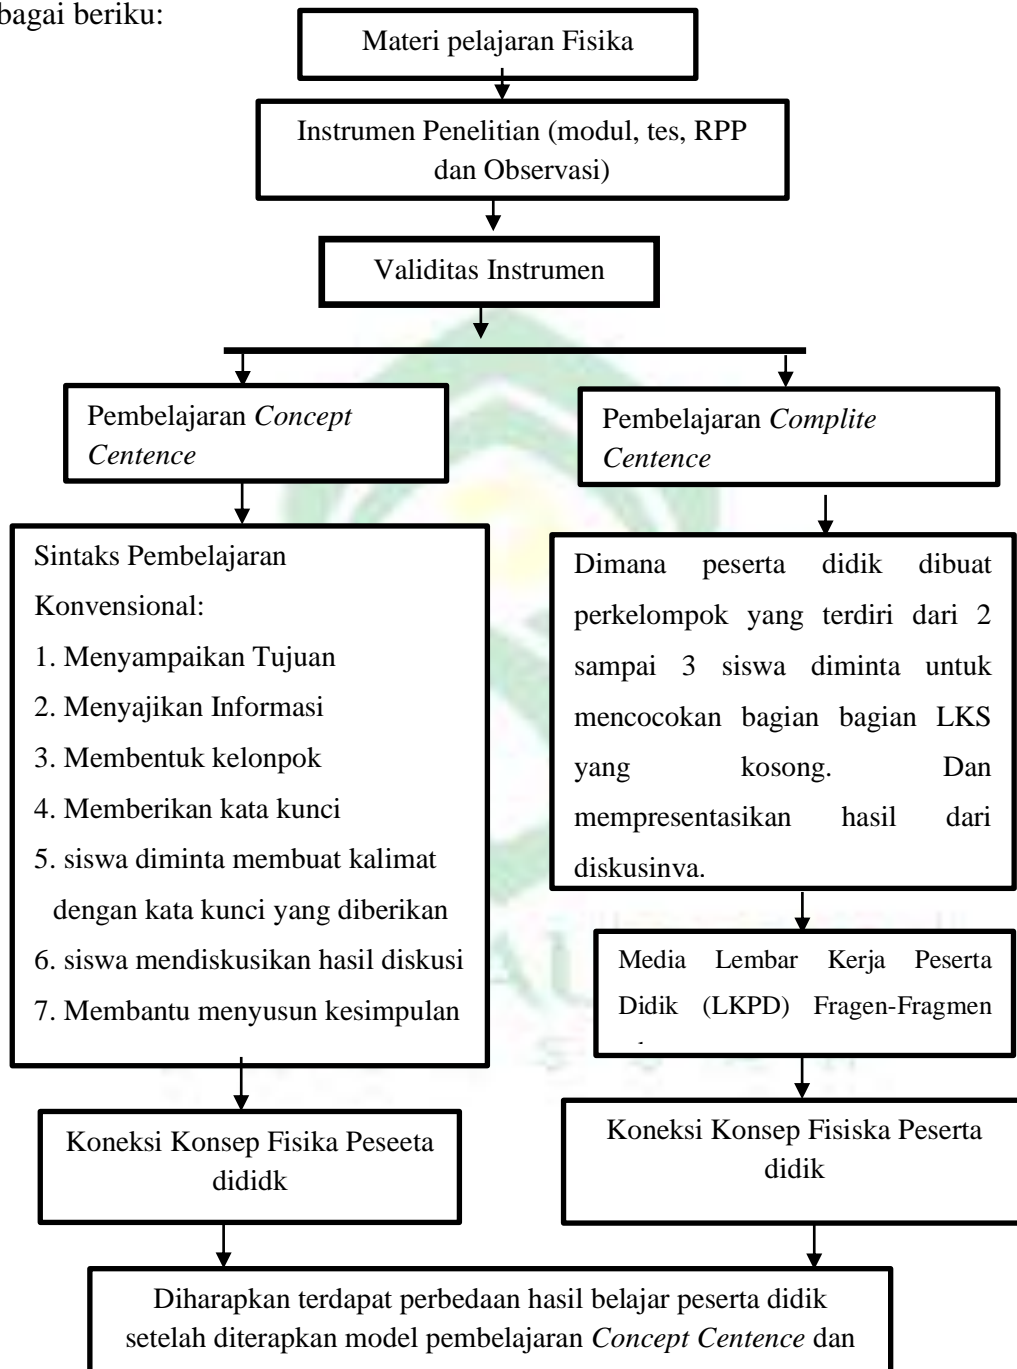 bagai beriku:
Materi pelajaran Fisika
Instrumen Penelitian (modul, tes, RPP
dan Observasi)
Validitas Instrumen
Pembelajaran Concept
Centence
Pembelajaran Complite
Centence
Sintaks Pembelajaran
Konvensional:
1. Menyampaikan Tujuan
2. Menyajikan Informasi
3. Membentuk kelonpok
4. Memberikan kata kunci
5. siswa diminta membuat kalimat
dengan kata kunci yang diberikan
6. siswa mendiskusikan hasil diskusi
7. Membantu menyusun kesimpulan
Dimana peserta didik dibuat
perkelompok yang terdiri dari 2
sampai 3 siswa diminta untuk
mencocokan bagian bagian LKS
yang kosong. Dan
mempresentasikan hasil dari
diskusinya.
Media Lembar Kerja Peserta
Didik (LKPD) Fragen-Fragmen
Koneksi Konsep Fisika Peseeta
dididk
Koneksi Konsep Fisiska Peserta
didik
Diharapkan terdapat perbedaan hasil belajar peserta didik
setelah diterapkan model pembelajaran Concept Centence dan